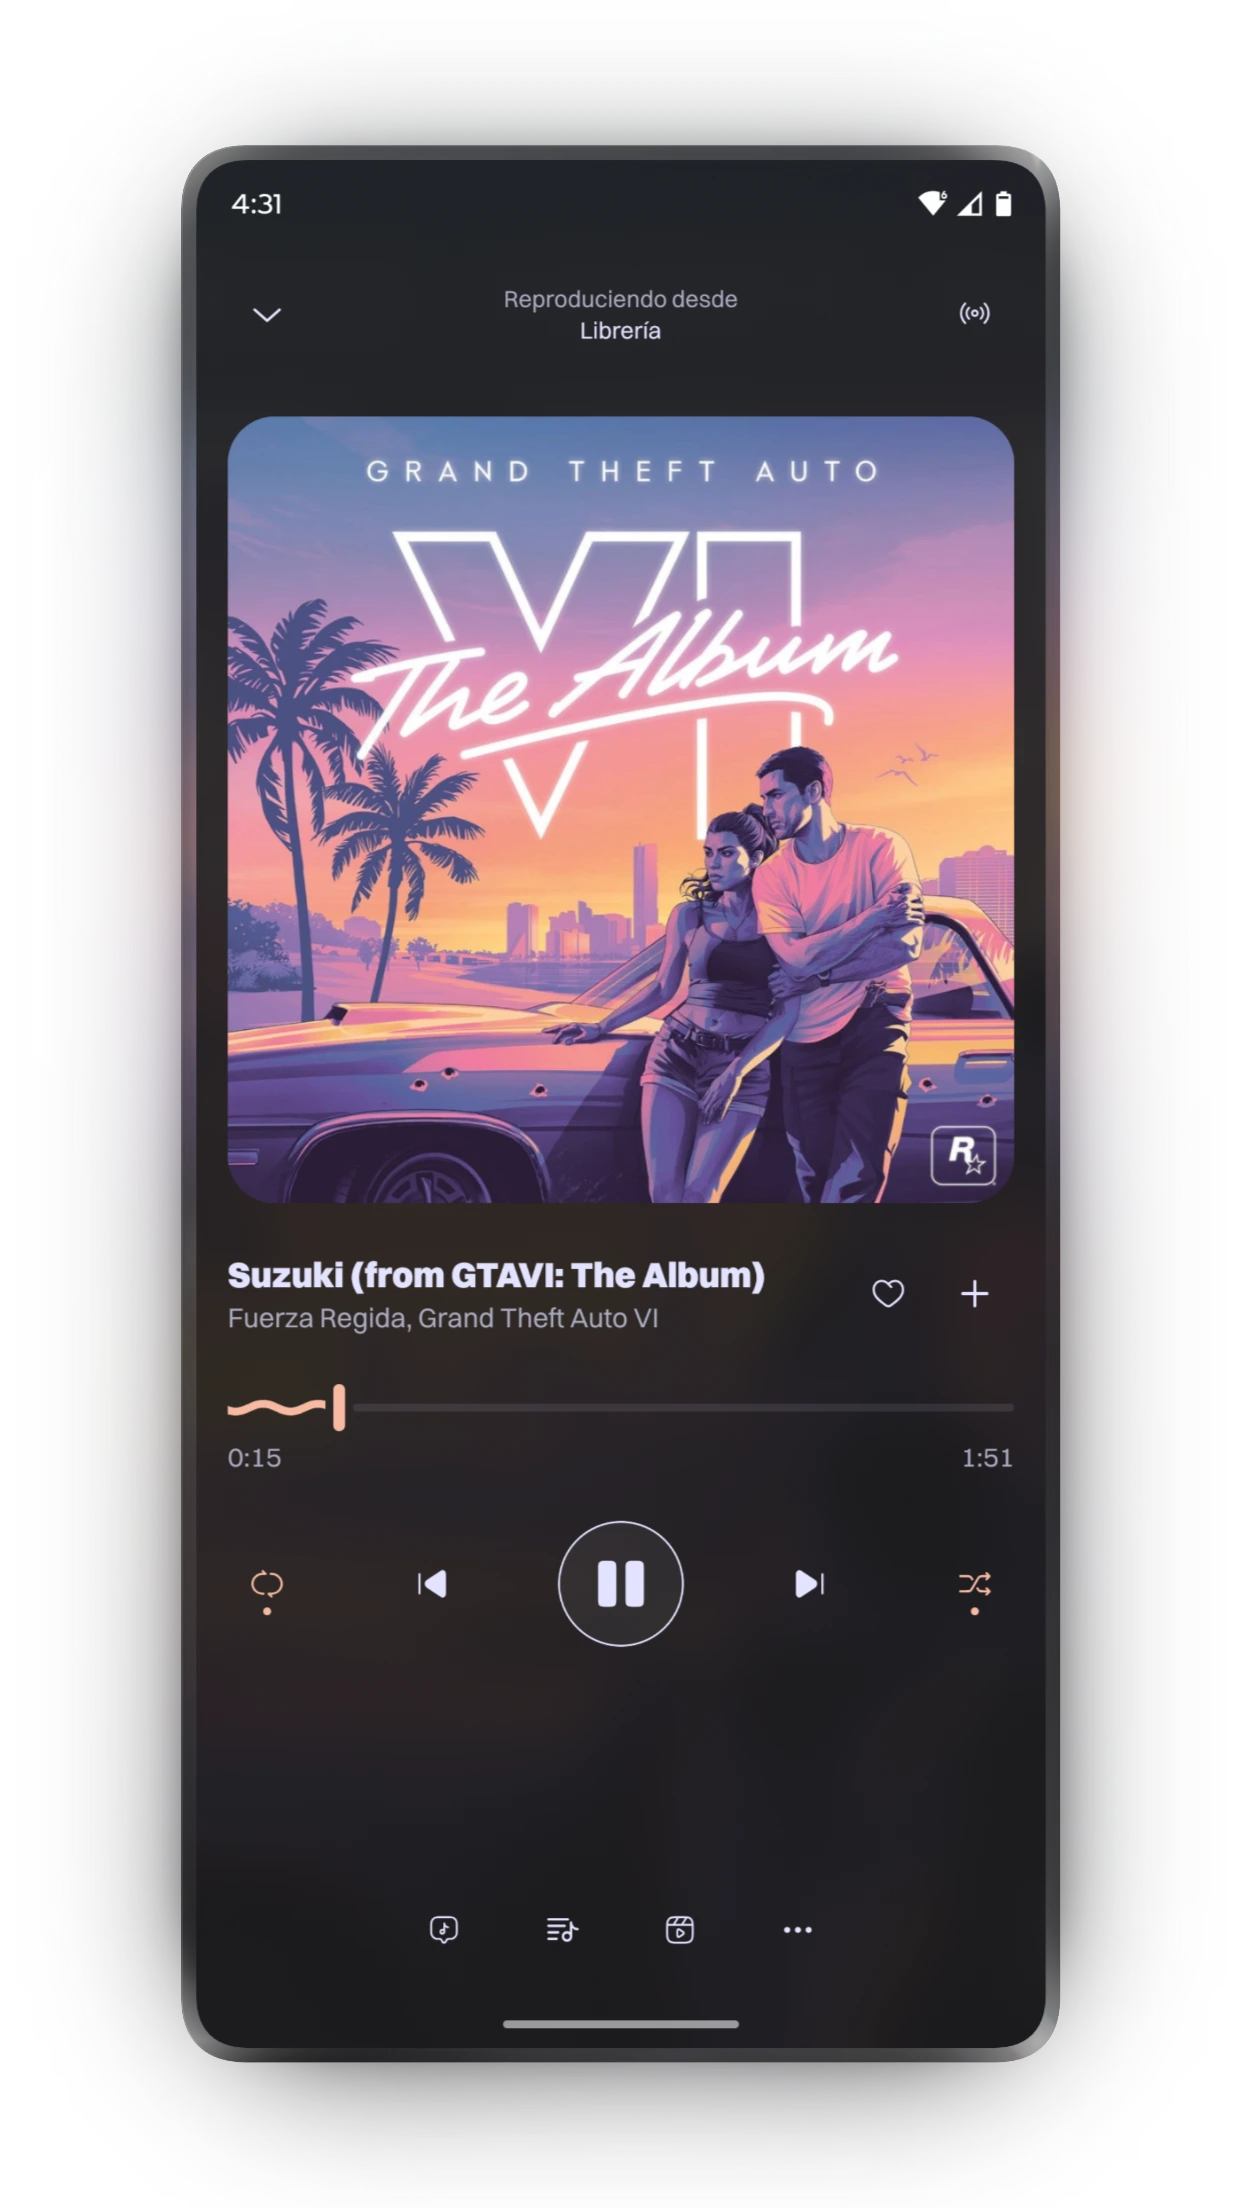 4:31
6
Reproduciendo desde
Librería
GRAND THEFT AUTO
VI
The Album
R
Suzuki (from GTAVI: The Album)
Fuerza Regida, Grand Theft Auto VI
0:15
1:51